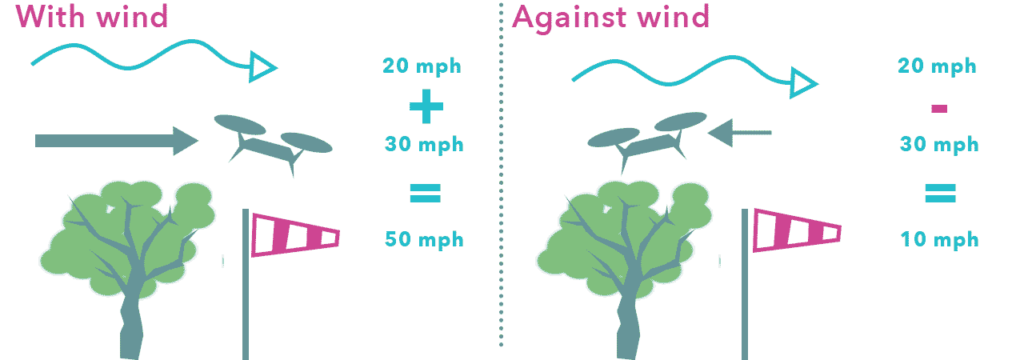 With wind
20 mph
+
30 mph
=
50 mph
Against wind
20 mph
-
30 mph
=
10 mph